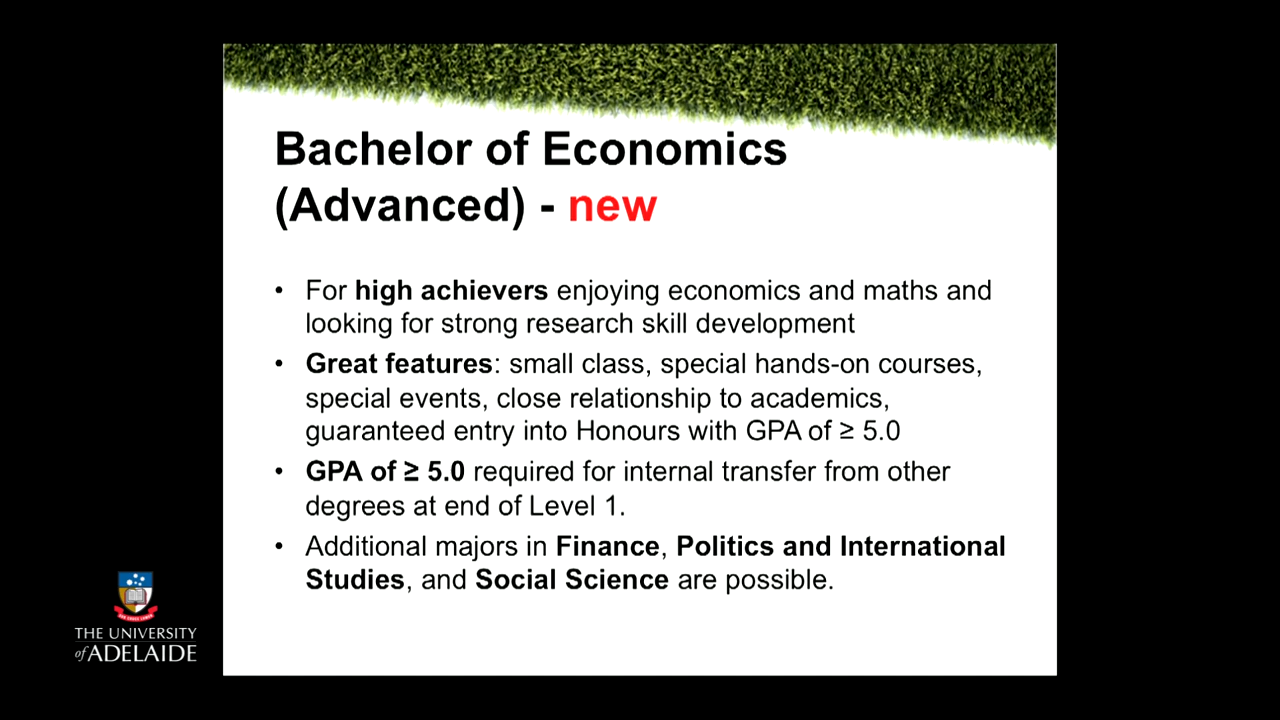 Bachelor of Economics
(Advanced) - new
• For high achievers enjoying economics and maths and
looking for strong research skill development
• Great features: small class, special hands-on courses,
special events, close relationship to academics,
guaranteed entry into Honours with GPA of ≥ 5.0
• GPA of ≥ 5.0 required for internal transfer from other
degrees at end of Level 1.
• Additional majors in Finance, Politics and International
Studies, and Social Science are possible.
THE UNIVERSITY
of ADELAIDE